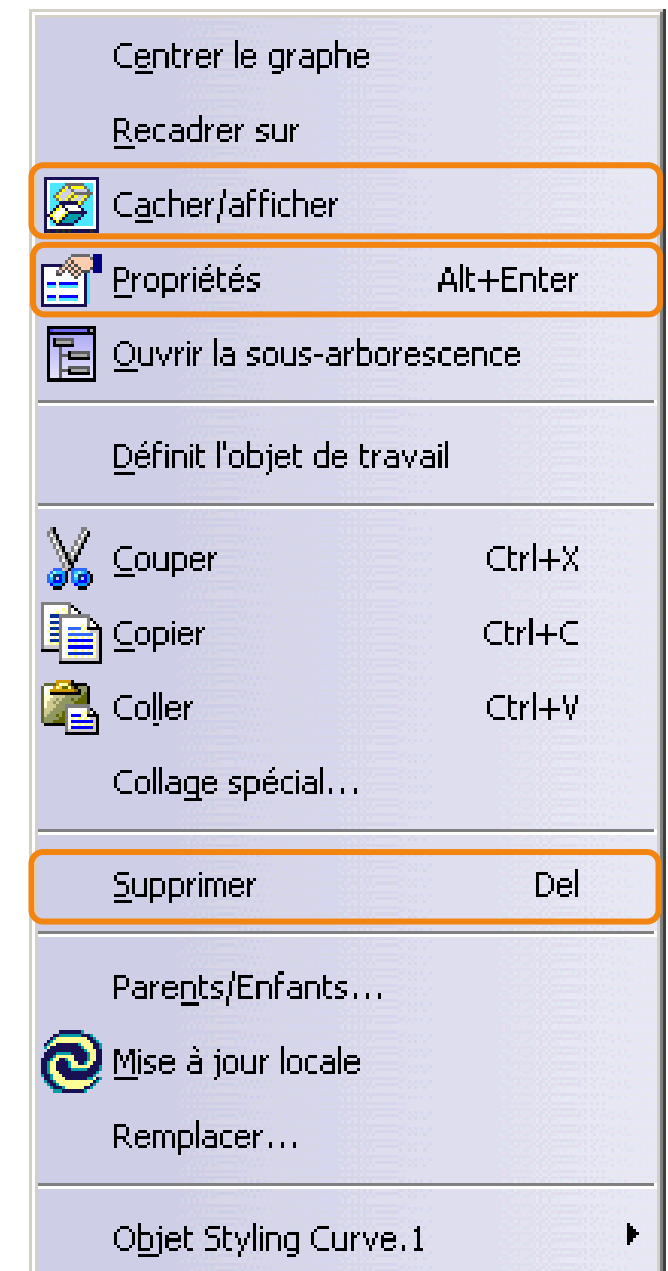 Centrer le graphe
Recadrer sur
Cacher/afficher
Propriétés Alt+Enter
Ouvrir la sous-arborescence
Définit l'objet de travail
Couper Ctrl+X
Copier Ctrl+C
Coller Ctrl+V
Collage spécial...
Supprimer Del
Parents/Enfants...
Mise à jour locale
Remplacer...
Objet Styling Curve.1